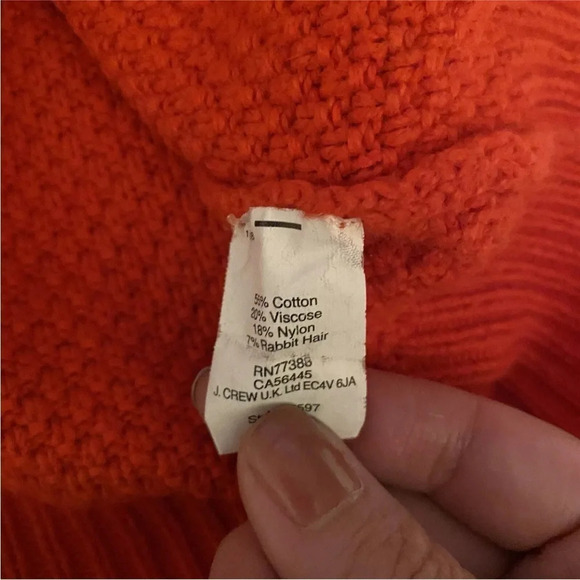 55% Cotton
20% Viscose
18% Nylon
7% Rabbit Hair
RN77388
CA56445
J. CREW U.K. Ltd EC4V 6JA